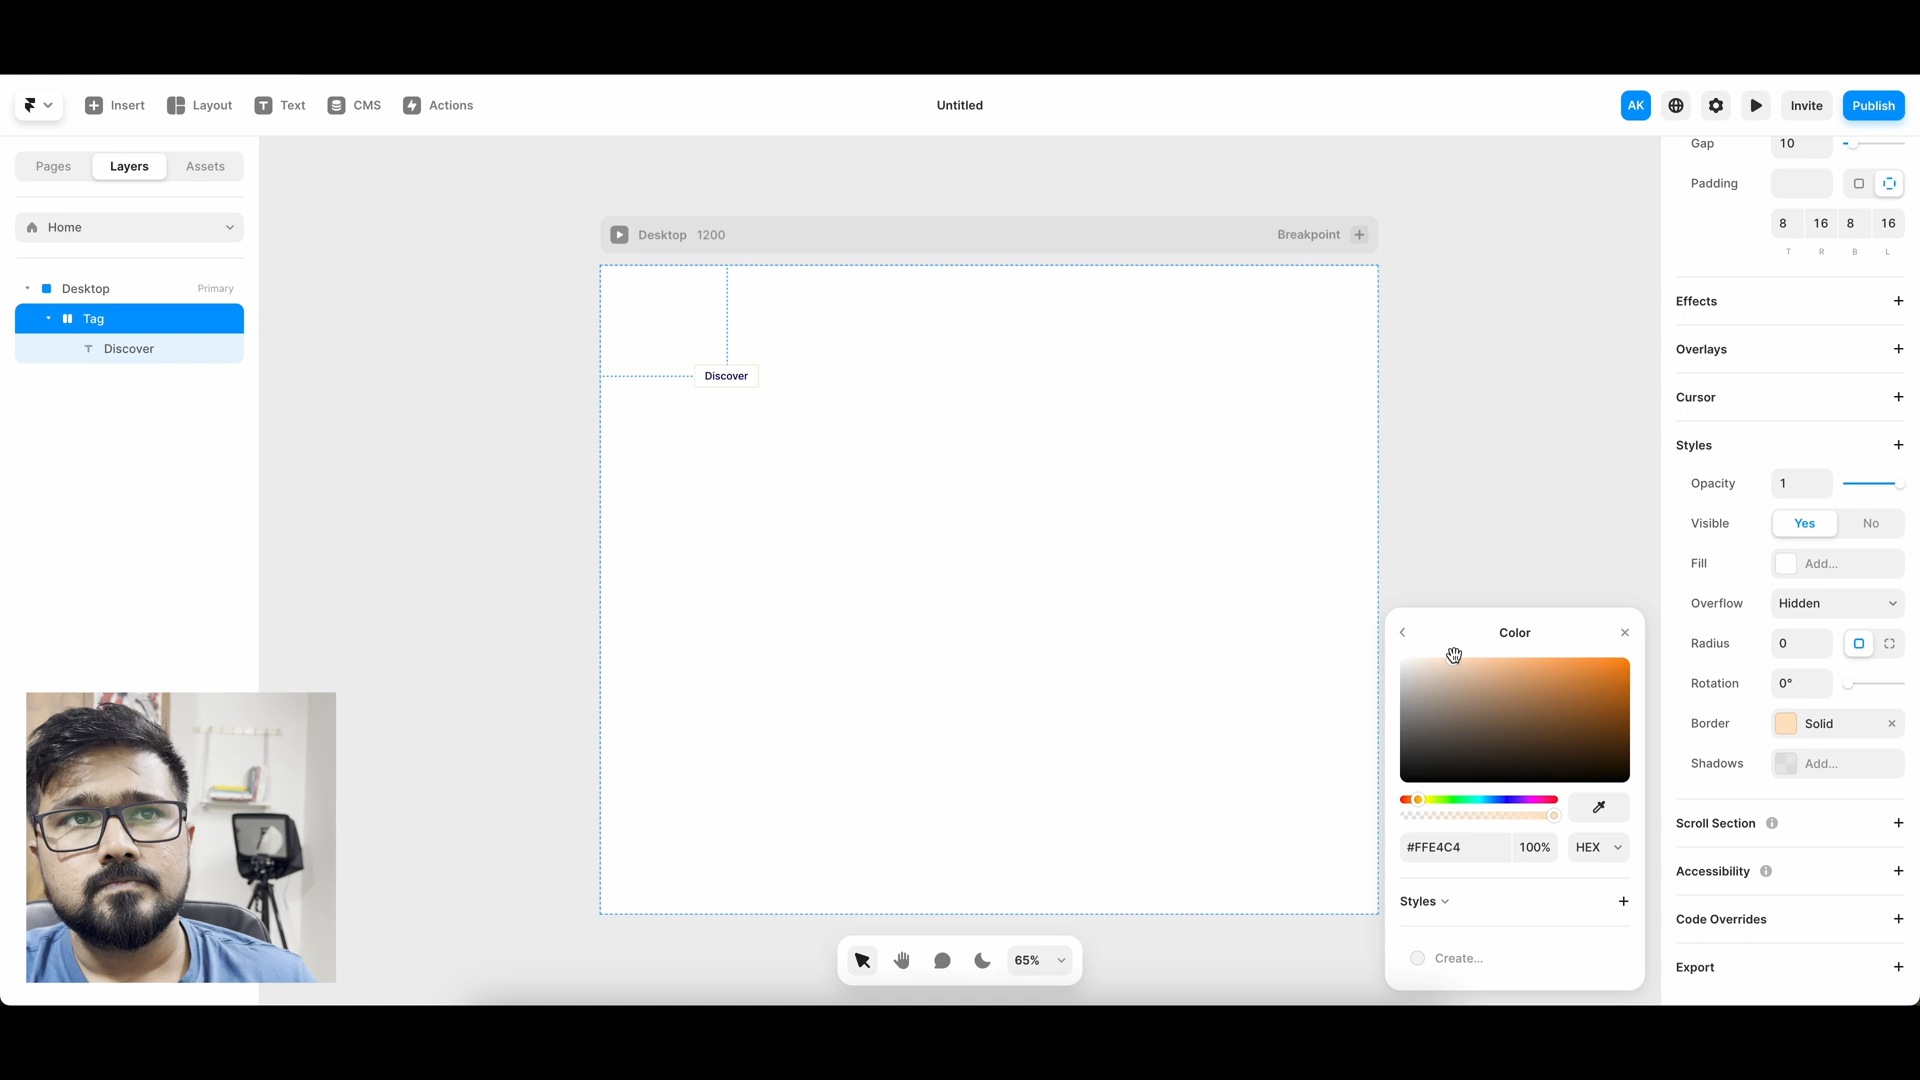 Insert
Layout
Text
CMS
Actions
Untitled
AK
Invite
Publish
Pages
Layers
Assets
Home
Desktop
Primary
Tag
Discover
Desktop 1200
Breakpoint
Discover
Gap
10
Padding
8
16
8
16
T
R
B
L
Effects
Overlays
Cursor
Styles
Opacity
1
Visible
Yes
No
Fill
Add...
Overflow
Hidden
Radius
0
Rotation
0°
Border
Solid
Shadows
Add...
Scroll Section
Accessibility
Code Overrides
Export
Color
#FFE4C4
100%
HEX
Styles
Create...
65%